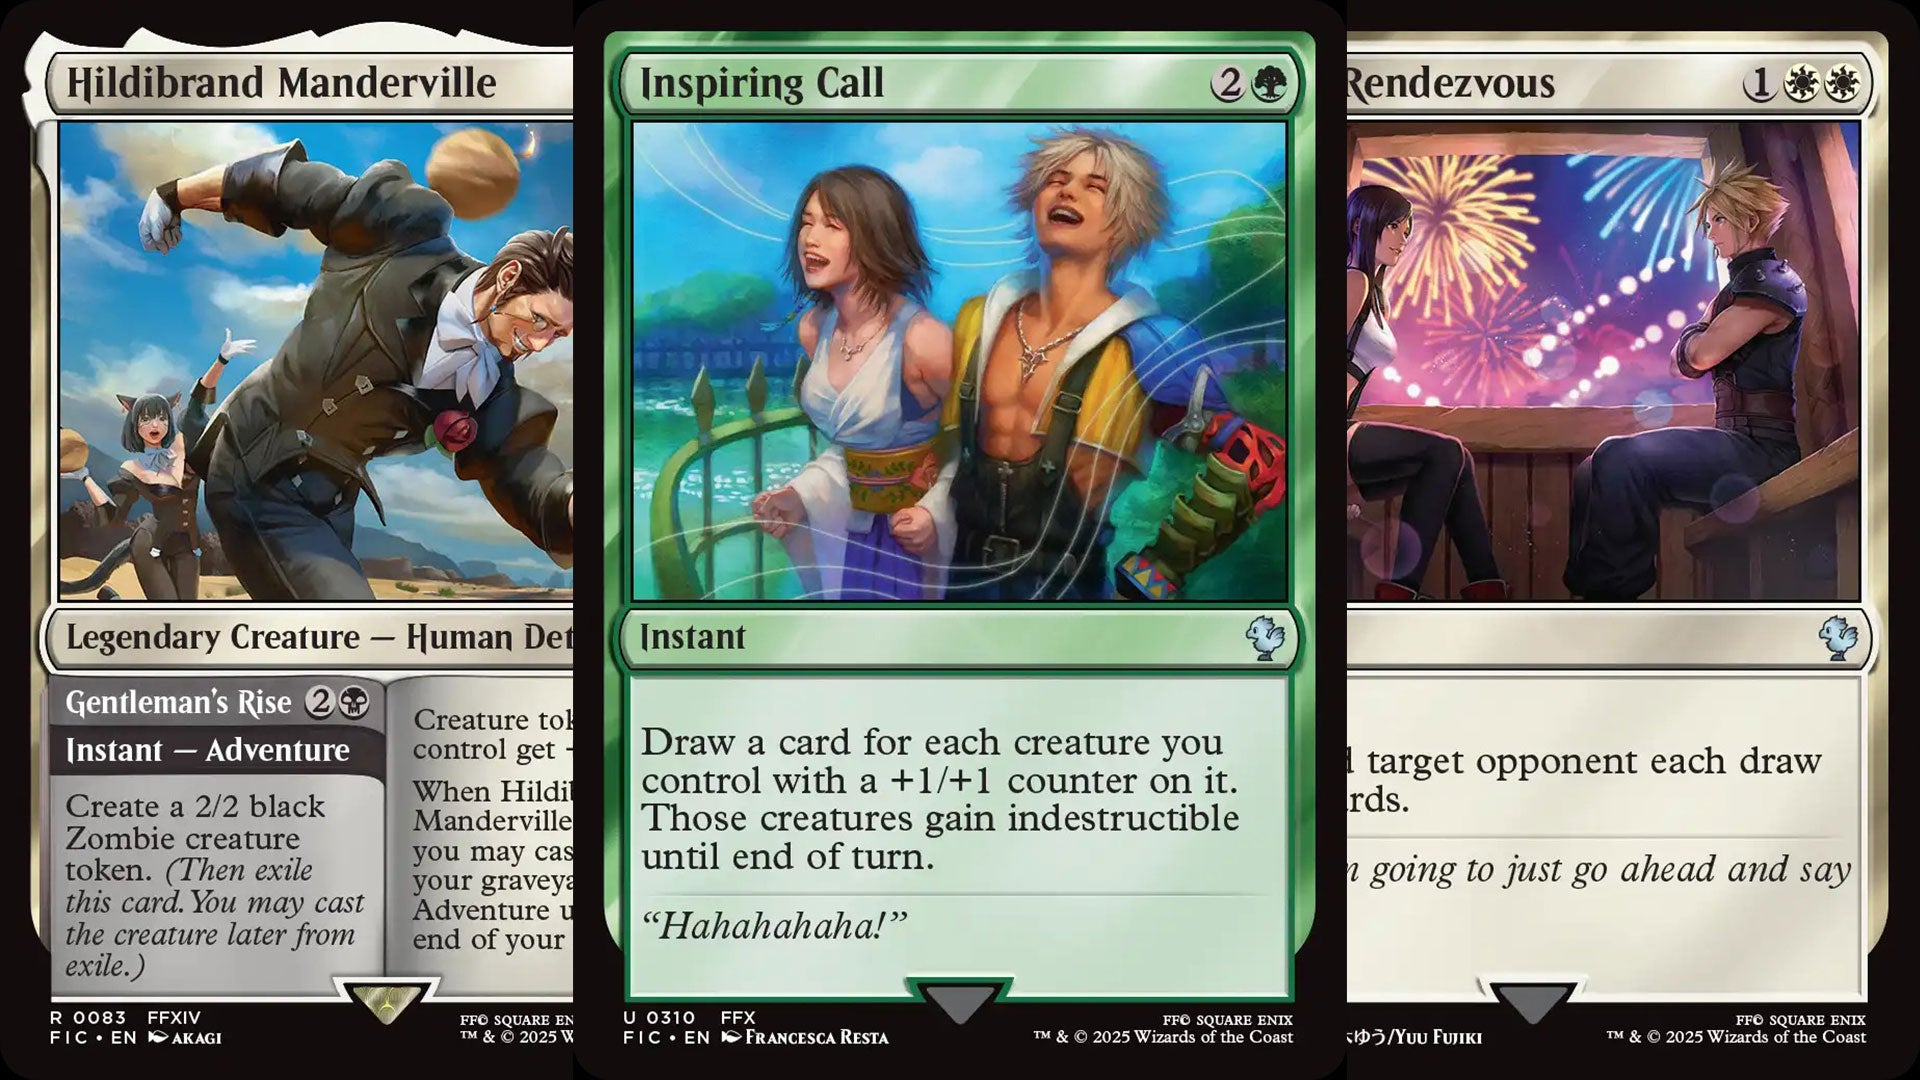 Hildibrand Manderville
Legendary Creature — Human Det
Gentleman's Rise 2
Instant — Adventure
Create a 2/2 black
Zombie creature
token. (Then exile
this card. You may cast
the creature later from
exile.)
Creature tok
control get
When Hildi
Manderville
you may cas
your graveya
Adventure u
end of your
R 0083 FFXIV
FIC • EN AKAGI
FF© SQUARE EN
™ & © 2025 W
Inspiring Call 2
Instant
Draw a card for each creature you
control with a +1/+1 counter on it.
Those creatures gain indestructible
until end of turn.
“Hahahahaha!”
U 0310 FFX
FIC • EN FRANCESCA RESTA
FF© SQUARE ENIX
™ & © 2025 Wizards of the Coast
Rendezvous 1
target opponent each draw
rds.
going to just go ahead and say
ゆう/YUU FUJIKI
FF© SQUARE ENIX
™ & © 2025 Wizards of the Coast